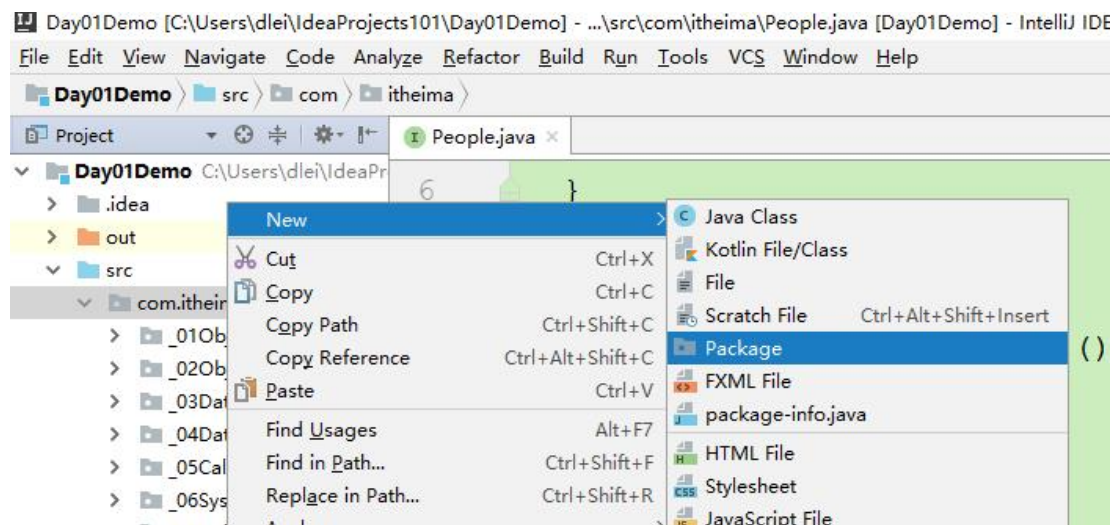 Day01Demo [C:\Users\dlei\IdeaProjects101\Day01Demo] - ...\src\com\itheima\People.java [Day01Demo] - IntelliJ IDE
File Edit View Navigate Code Analyze Refactor Build Run Tools VCS Window Help
Day01Demo src com itheima
Project
People.java
Day01Demo C:\Users\dlei\IdeaPr
6 }
.idea
out
src
com.itheim
_01Ob
_02Ob
_03Dat
_04Dat
_05Cal
_06Sys
New
Cut Ctrl+X
Copy Ctrl+C
Copy Path Ctrl+Shift+C
Copy Reference Ctrl+Alt+Shift+C
Paste Ctrl+V
Find Usages Alt+F7
Find in Path... Ctrl+Shift+F
Replace in Path... Ctrl+Shift+R
Java Class
Kotlin File/Class
File
Scratch File Ctrl+Alt+Shift+Insert
Package
FXML File
package-info.java
HTML File
Stylesheet
JavaScript File
()